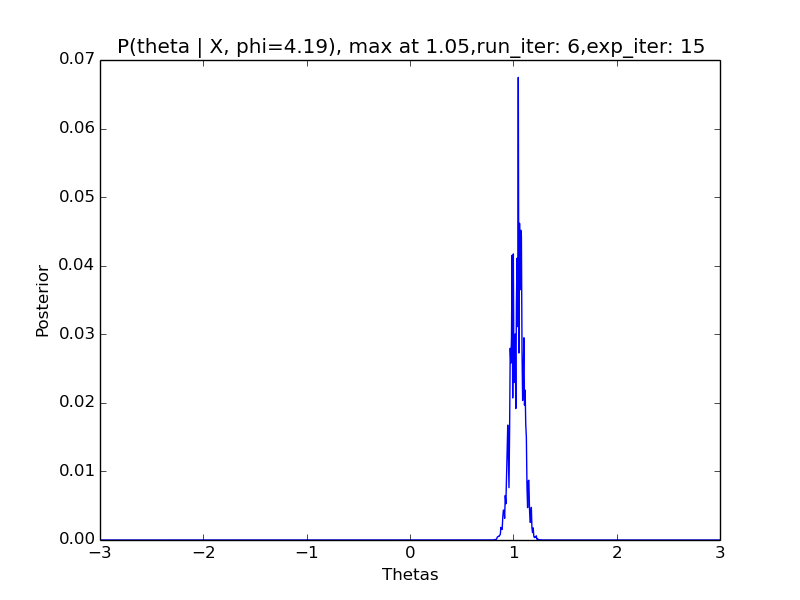 P(theta | X, phi=4.19), max at 1.05,run_iter: 6,exp_iter: 15
0.07
0.06
0.05
0.04
0.03
0.02
0.01
0.00
Posterior
−3 −2 −1 0 1 2 3
Thetas